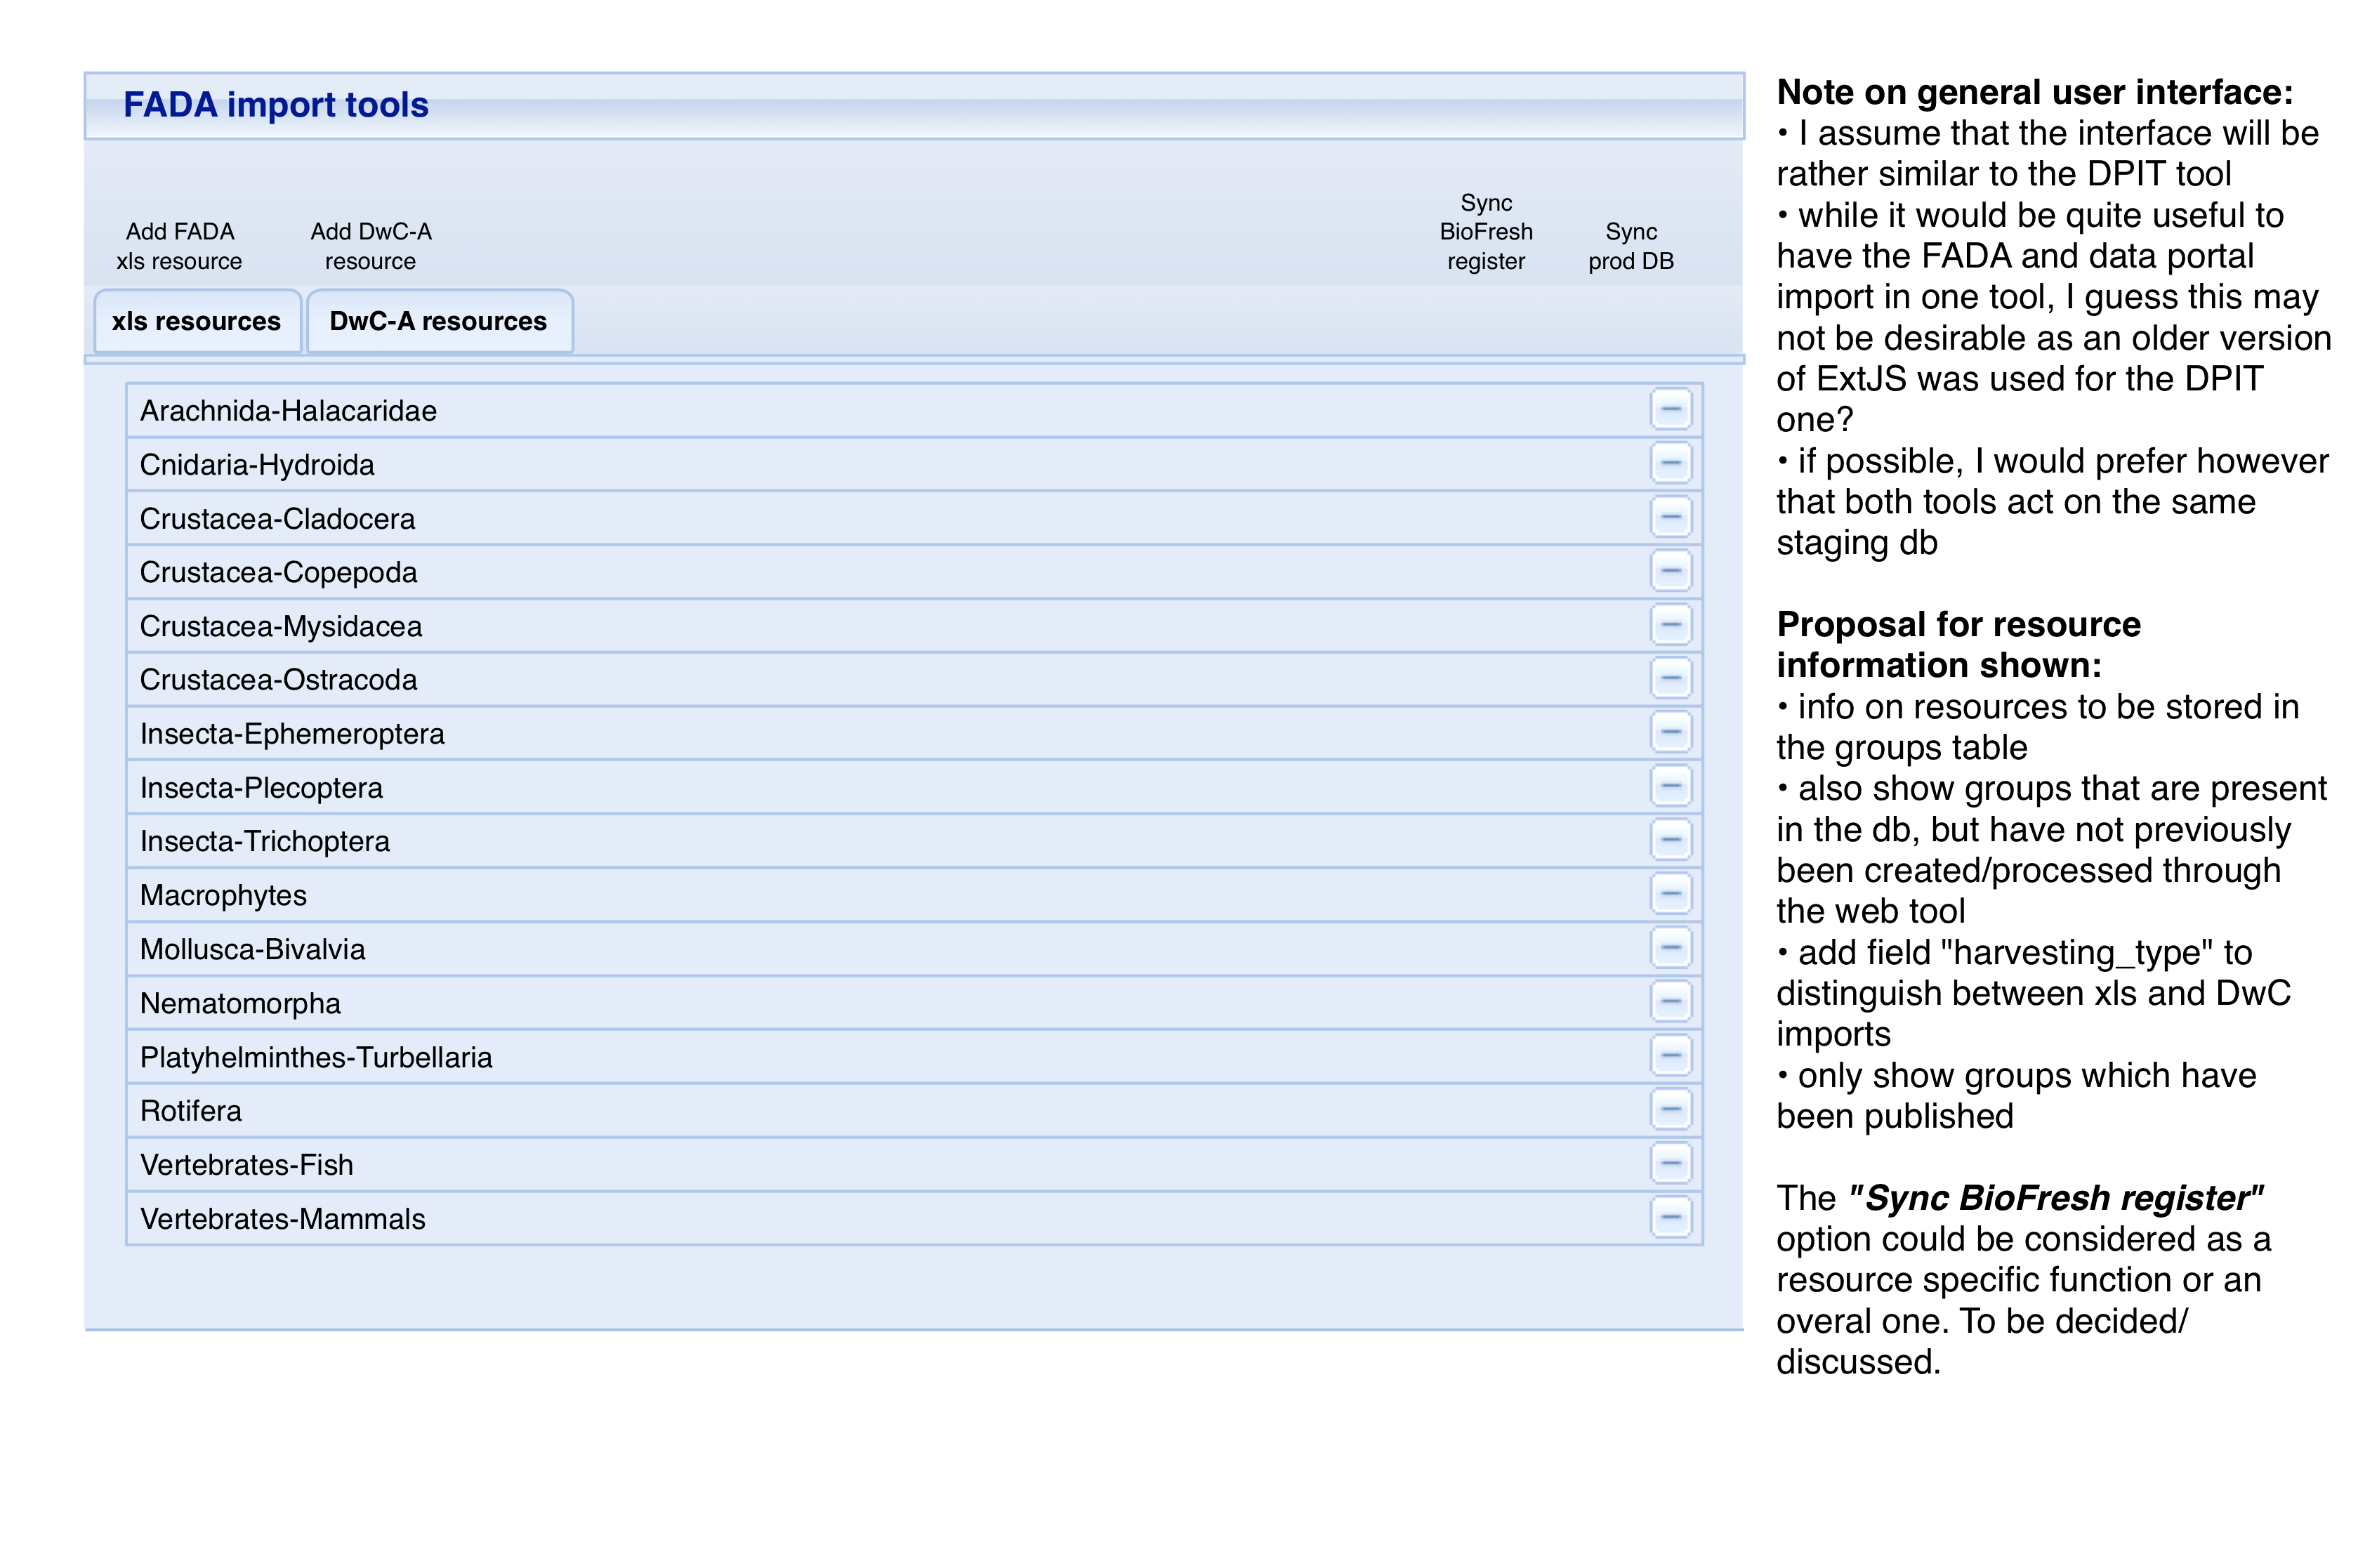 FADA import tools
Add FADA
xls resource
Add DwC-A
resource
Sync
BioFresh
register
Sync
prod DB
xls resources
DwC-A resources
Arachnida-Halacaridae
Cnidaria-Hydroida
Crustacea-Cladocera
Crustacea-Copepoda
Crustacea-Mysidacea
Crustacea-Ostracoda
Insecta-Ephemeroptera
Insecta-Plecoptera
Insecta-Trichoptera
Macrophytes
Mollusca-Bivalvia
Nematomorpha
Platyhelminthes-Turbellaria
Rotifera
Vertebrates-Fish
Vertebrates-Mammals
Note on general user interface:
• I assume that the interface will be
rather similar to the DPIT tool
• while it would be quite useful to
have the FADA and data portal
import in one tool, I guess this may
not be desirable as an older version
of ExtJS was used for the DPIT
one?
• if possible, I would prefer however
that both tools act on the same
staging db
Proposal for resource
information shown:
• info on resources to be stored in
the groups table
• also show groups that are present
in the db, but have not previously
been created/processed through
the web tool
• add field "harvesting_type" to
distinguish between xls and DwC
imports
• only show groups which have
been published
The "Sync BioFresh register"
option could be considered as a
resource specific function or an
overal one. To be decided/
discussed.